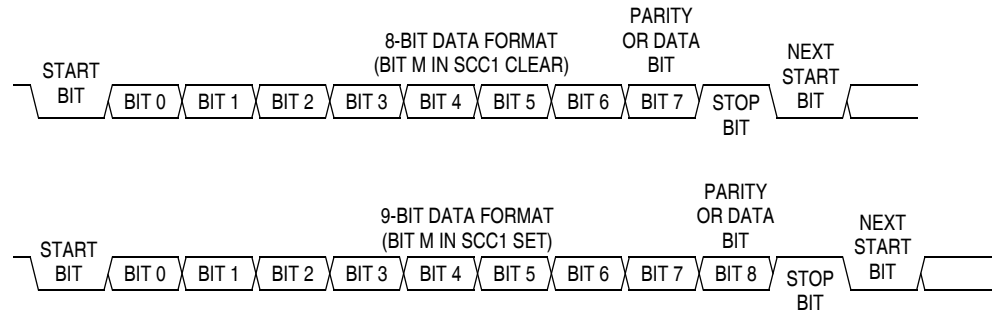 8-BIT DATA FORMAT
(BIT M IN SCC1 CLEAR)
PARITY
OR DATA
BIT
START
BIT
BIT 0
BIT 1
BIT 2
BIT 3
BIT 4
BIT 5
BIT 6
BIT 7
STOP
BIT
NEXT
START
BIT
9-BIT DATA FORMAT
(BIT M IN SCC1 SET)
PARITY
OR DATA
BIT
START
BIT
BIT 0
BIT 1
BIT 2
BIT 3
BIT 4
BIT 5
BIT 6
BIT 7
BIT 8
STOP
BIT
NEXT
START
BIT